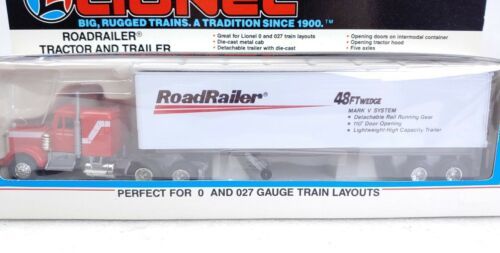 LIONEL
BIG, RUGGED TRAINS. A TRADITION SINCE 1900.™
ROADRAILER®
TRACTOR AND TRAILER
• Great for Lionel O and 027 train layouts
• Die-cast metal cab
• Detachable trailer with die-cast
• Opening doors on intermodal container
• Opening tractor hood
• Five axles
RoadRailer®
48FT WEDGE
MARK V SYSTEM
• Detachable Rail Running Gear
• 110" Door Opening
• Lightweight-High Capacity Trailer
PERFECT FOR O AND 027 GAUGE TRAIN LAYOUTS